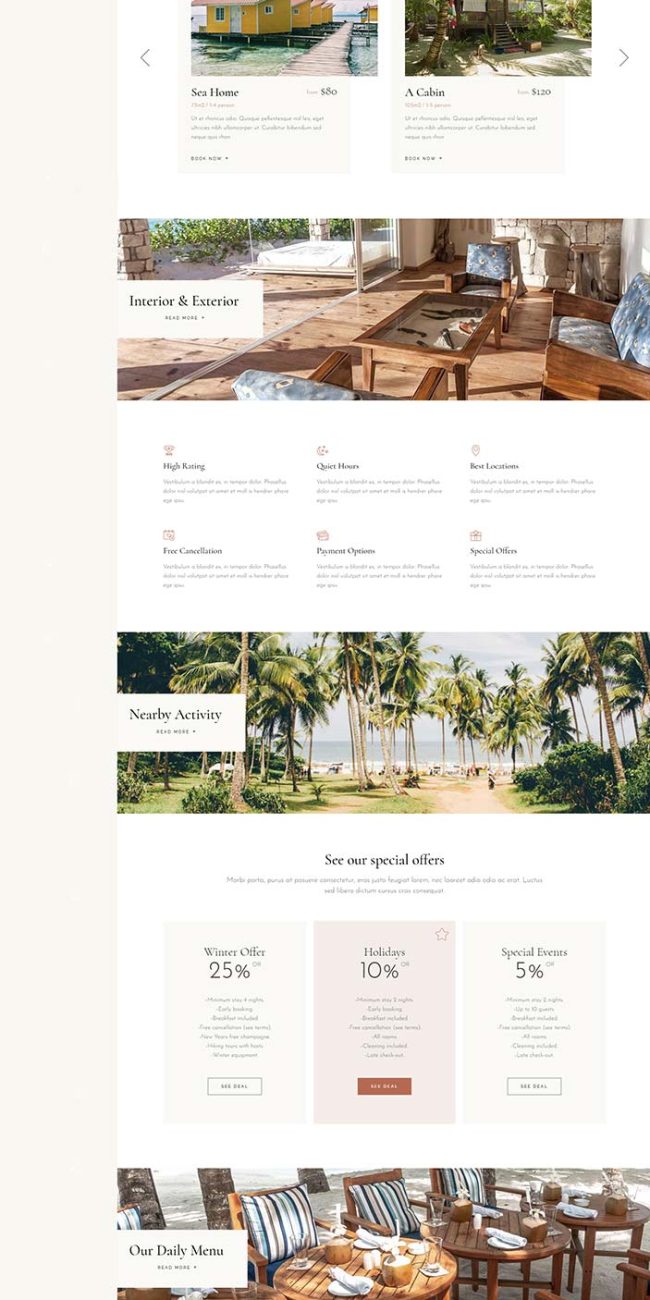 Sea Home
from $80
75m2 / 1-4 person
Ut et rhoncus odio. Quisque pellentesque nisl leo, eget
ultricies nibh ullamcorper ut. Curabitur bibendum sed
neque quis rhon
BOOK NOW
A Cabin
from $120
105m2 / 1-5 person
Ut et rhoncus odio. Quisque pellentesque nisl leo, eget
ultricies nibh ullamcorper ut. Curabitur bibendum sed
neque quis rhon
BOOK NOW
Interior & Exterior
READ MORE
High Rating
Vestibulum a blandit ex, in tempor dolor. Phasellus
dolor nisl volutpat sit amet et moll is hendrer phare
ege ipsu
Quiet Hours
Vestibulum a blandit ex, in tempor dolor. Phasellus
dolor nisl volutpat sit amet et moll is hendrer phare
ege ipsu
Best Locations
Vestibulum a blandit ex, in tempor dolor. Phasellus
dolor nisl volutpat sit amet et moll is hendrer phare
ege ipsu
Free Cancellation
Vestibulum a blandit ex, in tempor dolor. Phasellus
dolor nisl volutpat sit amet et moll is hendrer phare
ege ipsu
Payment Options
Vestibulum a blandit ex, in tempor dolor. Phasellus
dolor nisl volutpat sit amet et moll is hendrer phare
ege ipsu
Special Offers
Vestibulum a blandit ex, in tempor dolor. Phasellus
dolor nisl volutpat sit amet et moll is hendrer phare
ege ipsu
Nearby Activity
READ MORE
See our special offers
Morbi porta, purus at posuere consectetur, eros justo feugiat lorem, nec laoreet odio odio ac erat. Luctus
sed libero dictum cursus cras consequat.
Winter Offer
25%
-Minimum stay 4 nights
-Early booking
-Breakfast included
-Free cancellation (see terms)
-New Years free champagne
-Hiking tours with hosts
-Winter equipment
SEE DEAL
Holidays
10%
-Minimum stay 2 nights
-Early booking
-Breakfast included
-Free cancellation (see terms)
-All rooms
-Cleaning included
-Late check-out
SEE DEAL
Special Events
5%
-Minimum stay 2 nights
-Up to 10 guests
-Breakfast included
-Free cancellation (see terms)
-All rooms
-Cleaning included
-Late check-out
SEE DEAL
Our Daily Menu
READ MORE